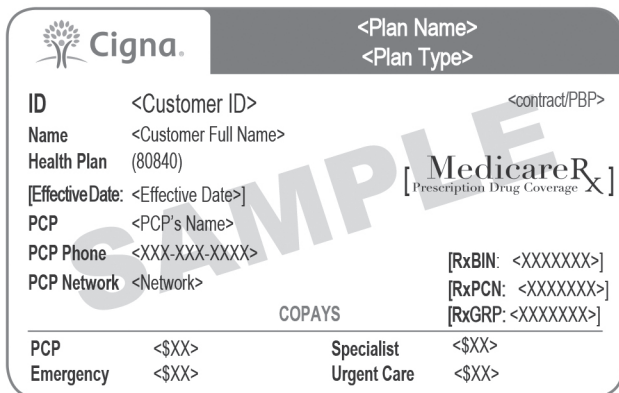 Cigna.
<Plan Name>
<Plan Type>
ID <Customer ID>
<contract/PBP>
Name <Customer Full Name>
Health Plan (80840)
[Effective Date: <Effective Date>]
[MedicareRx
Prescription Drug Coverage]
PCP <PCP's Name>
PCP Phone <XXX-XXX-XXXX>
PCP Network <Network>
[RxBIN: <XXXXXXX>]
[RxPCN: <XXXXXXX>]
[RxGRP: <XXXXXXX>]
SAMPLE
COPAYS
PCP <$XX> Specialist <$XX>
Emergency <$XX> Urgent Care <$XX>